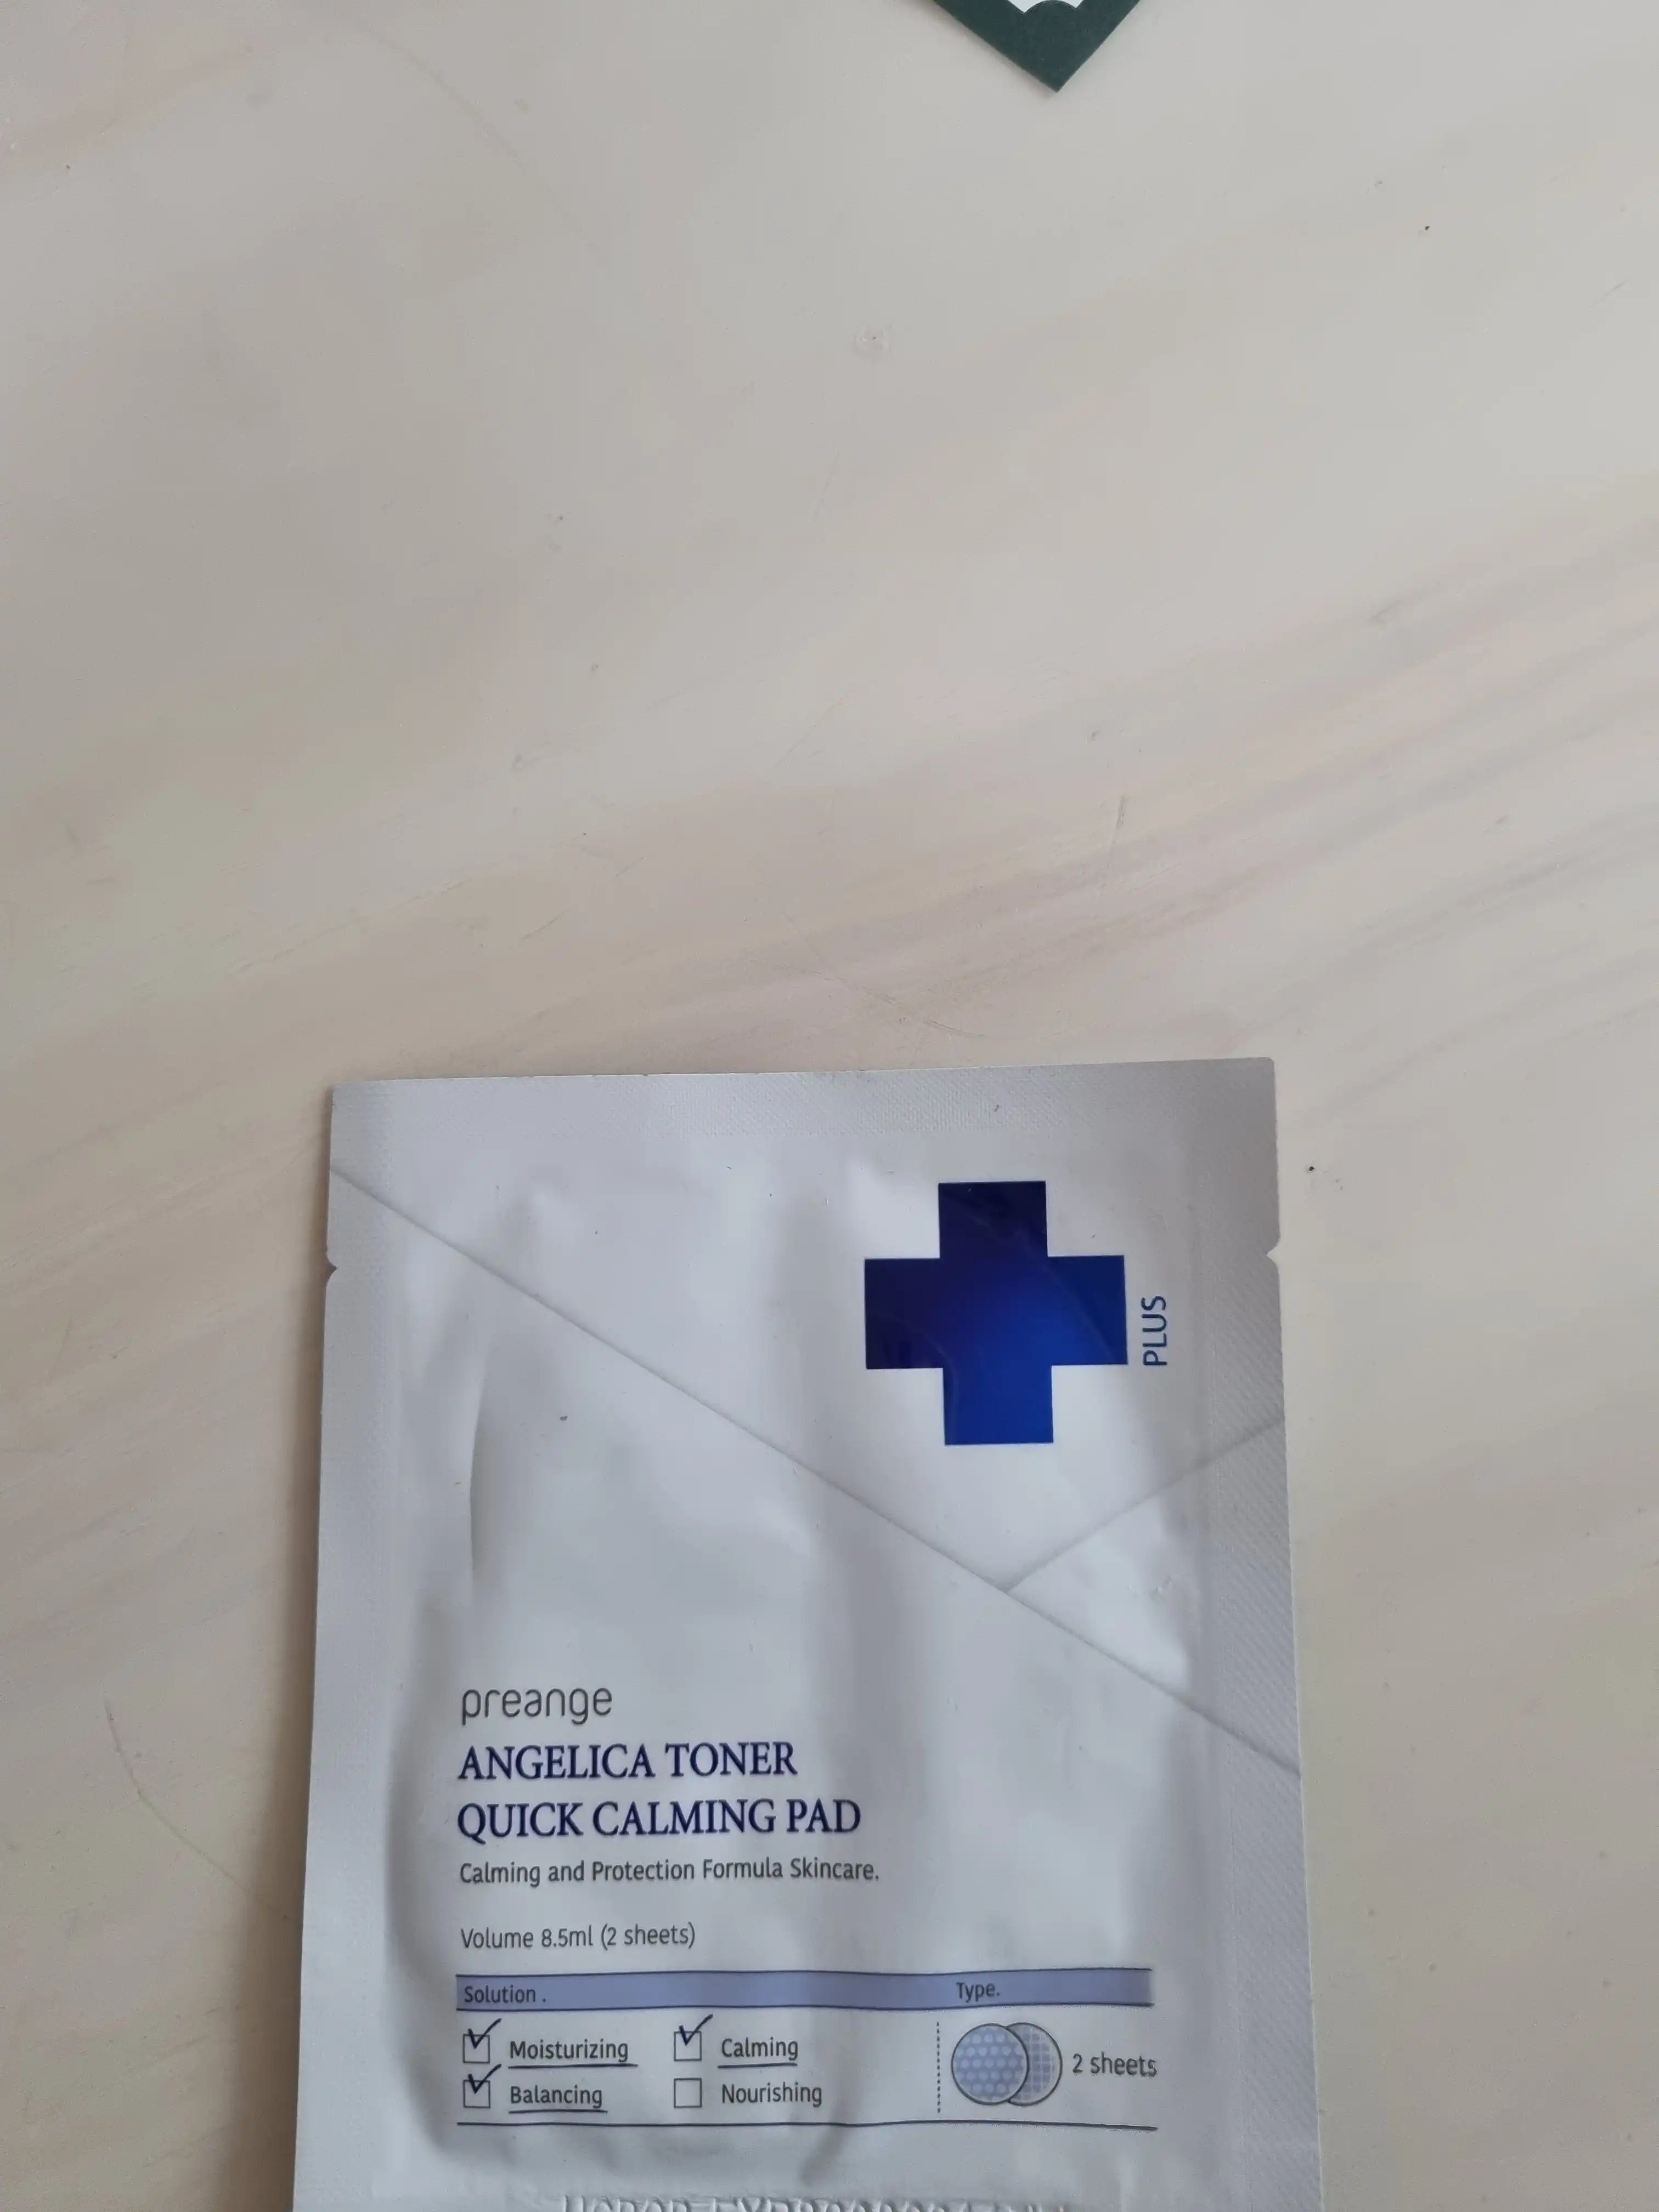 PLUS
preange
ANGELICA TONER
QUICK CALMING PAD
Calming and Protection Formula Skincare.
Volume 8.5ml (2 sheets)
Solution . Type.
Moisturizing Calming
Balancing Nourishing
2 sheets